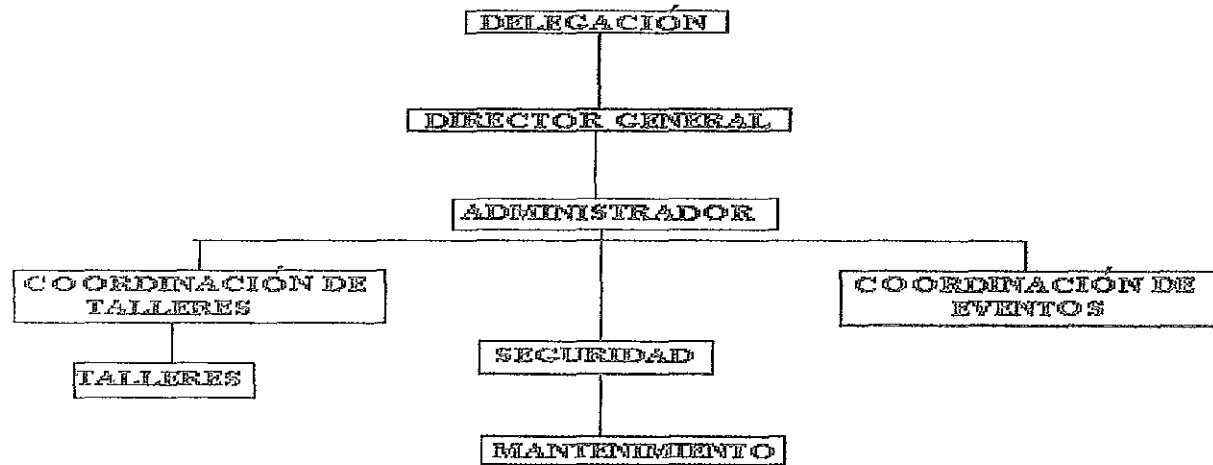 DELEGACIÓN
DIRECTOR GENERAL
ADMINISTRADOR
COORDINACIÓN DE
TALLERES
COORDINACIÓN DE
EVENTOS
SEGURIDAD
TALLERES
MANTENIMIENTO